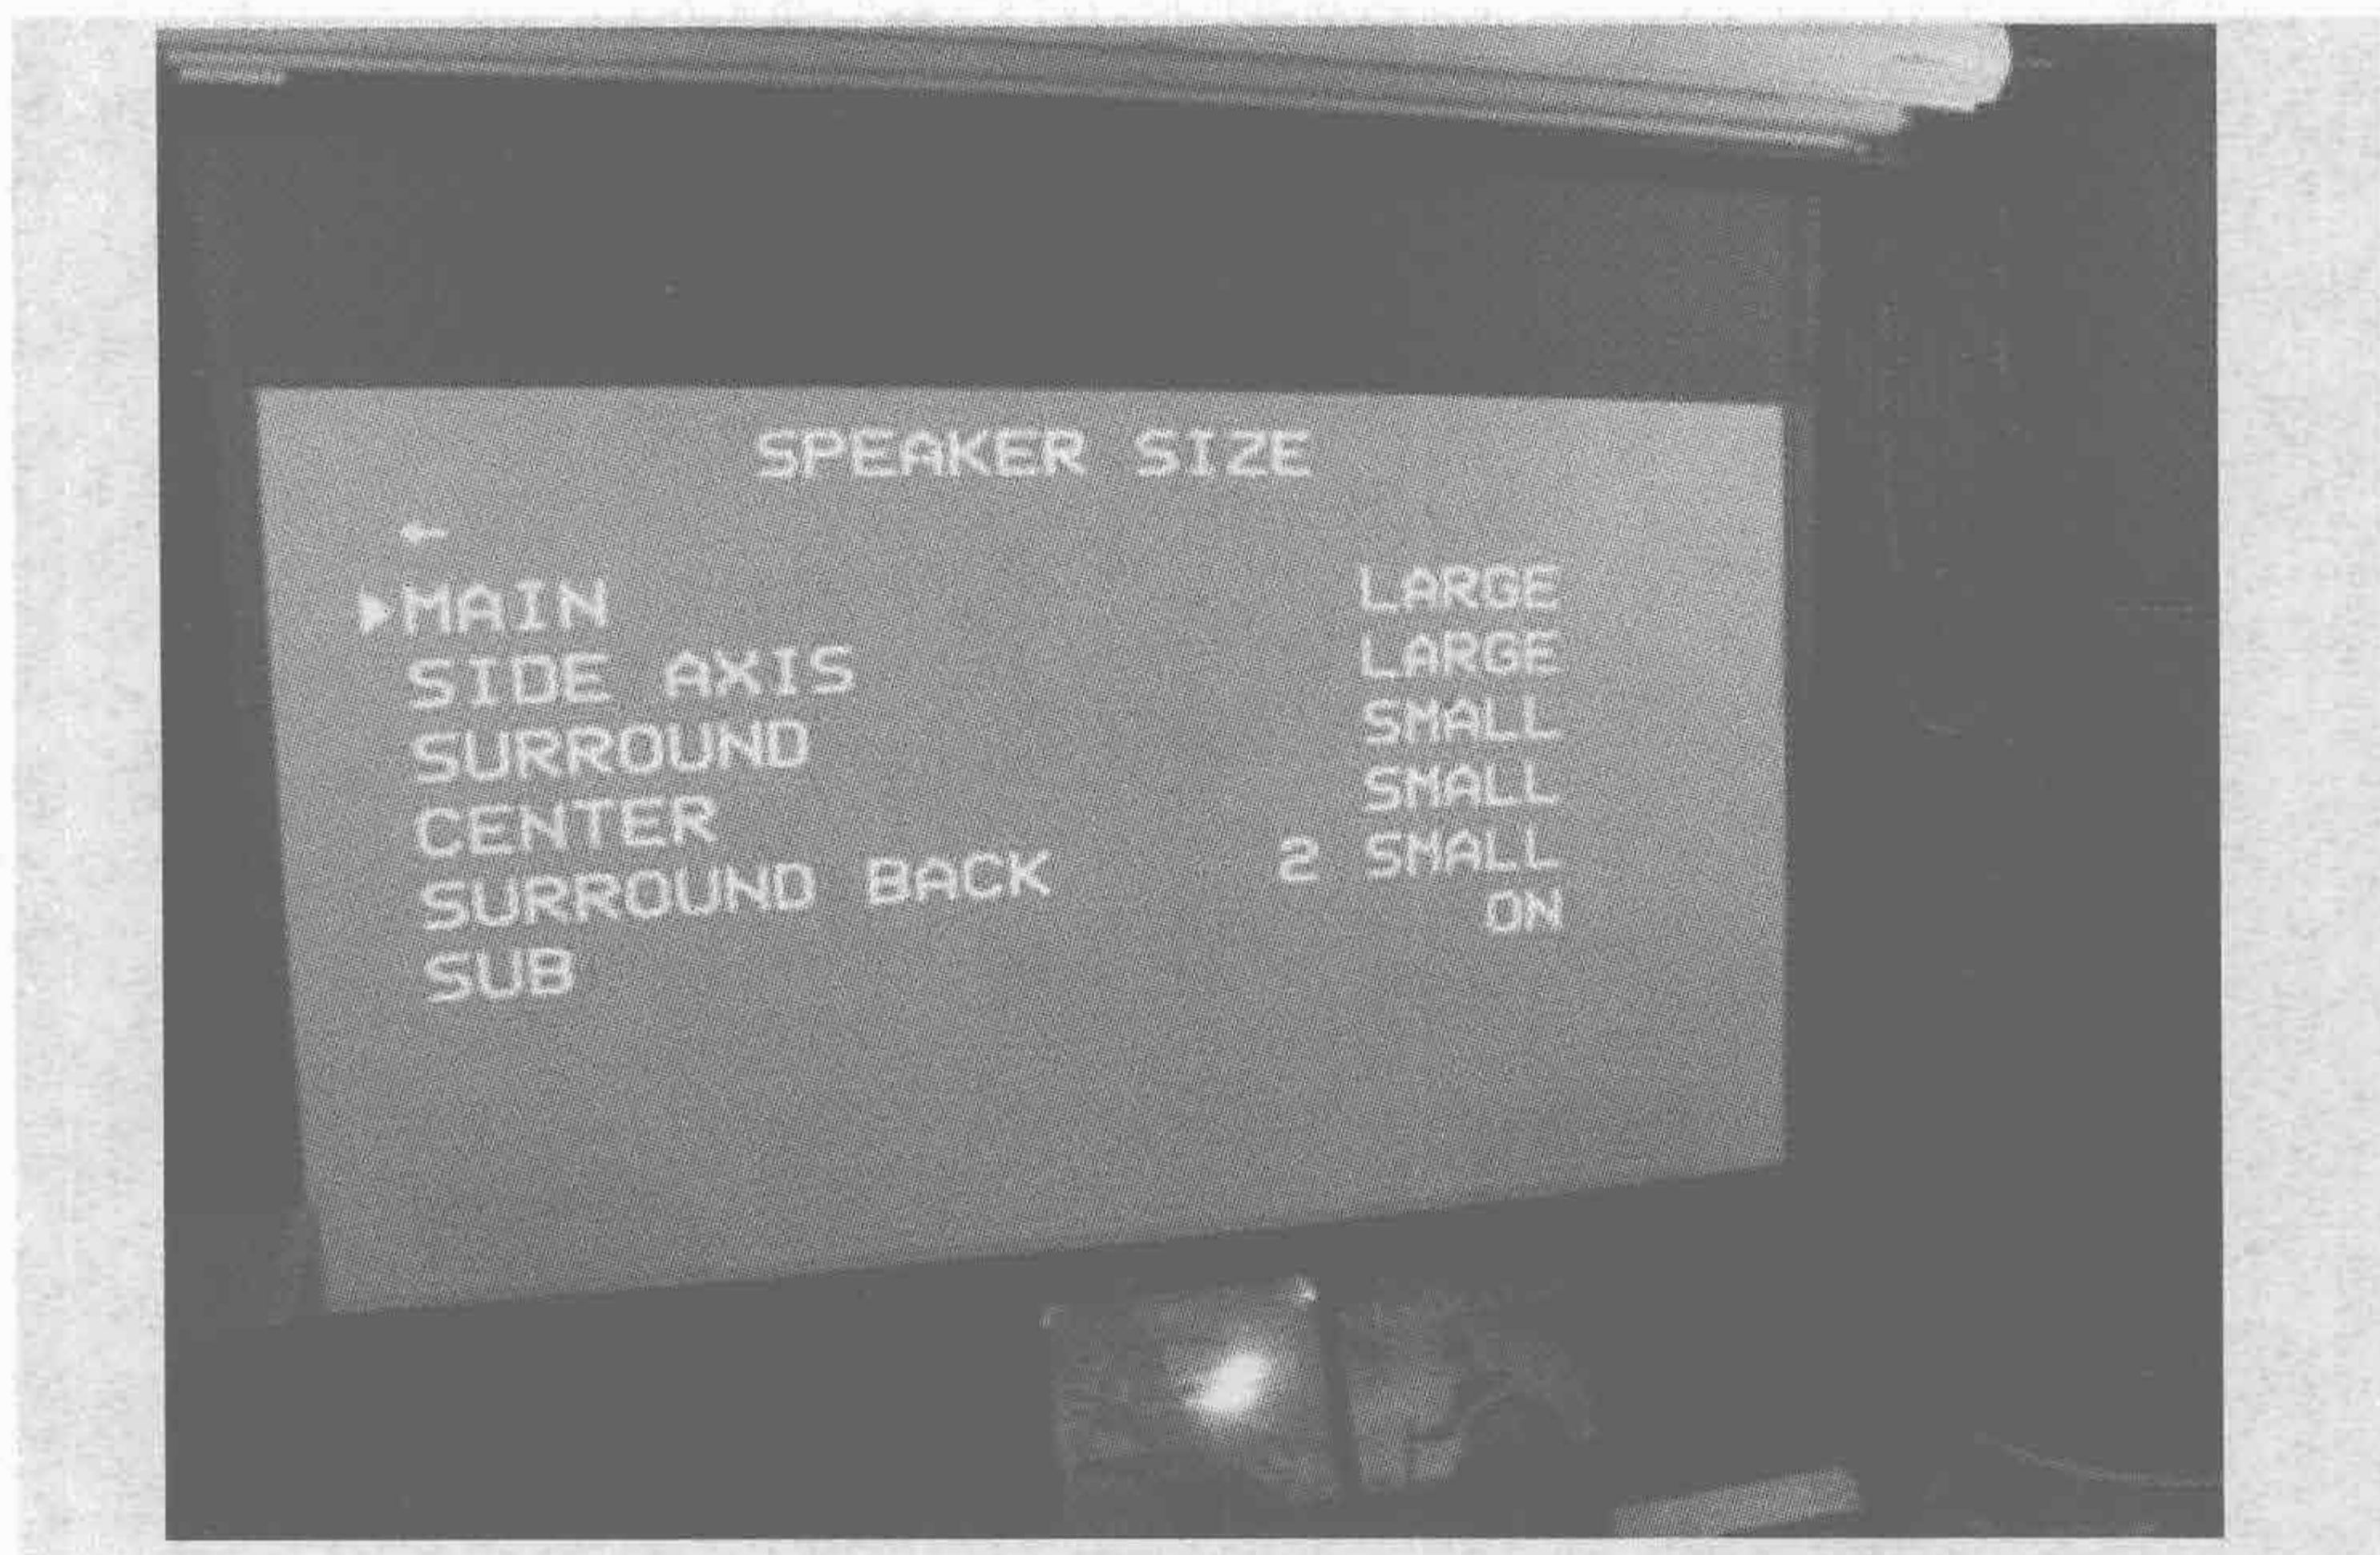 SPEAKER SIZE
←
▶MAIN LARGE
SIDE AXIS LARGE
SURROUND SMALL
CENTER SMALL
SURROUND BACK 2 SMALL
SUB ON